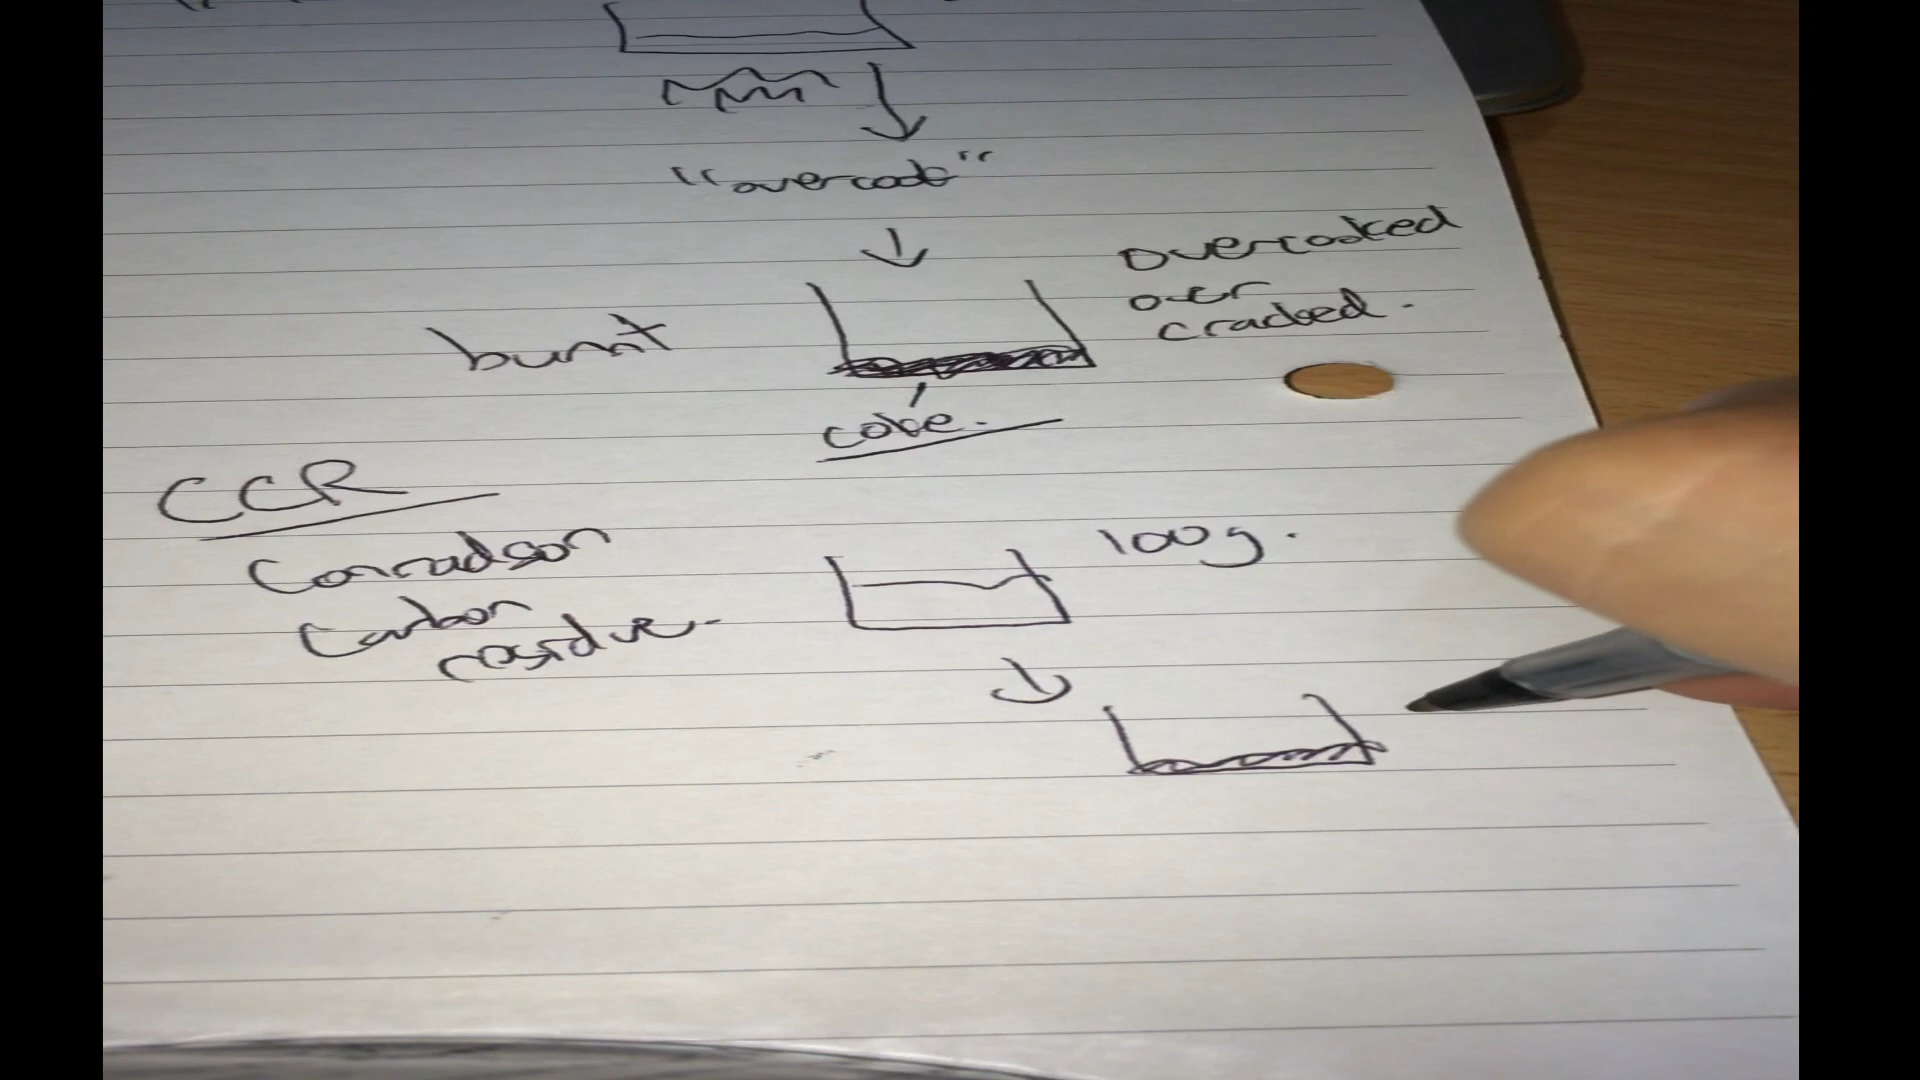 "overcook"
overcooked
over
cracked.
burnt
coke.
CCR
Conradson
carbon
residue.
100g.